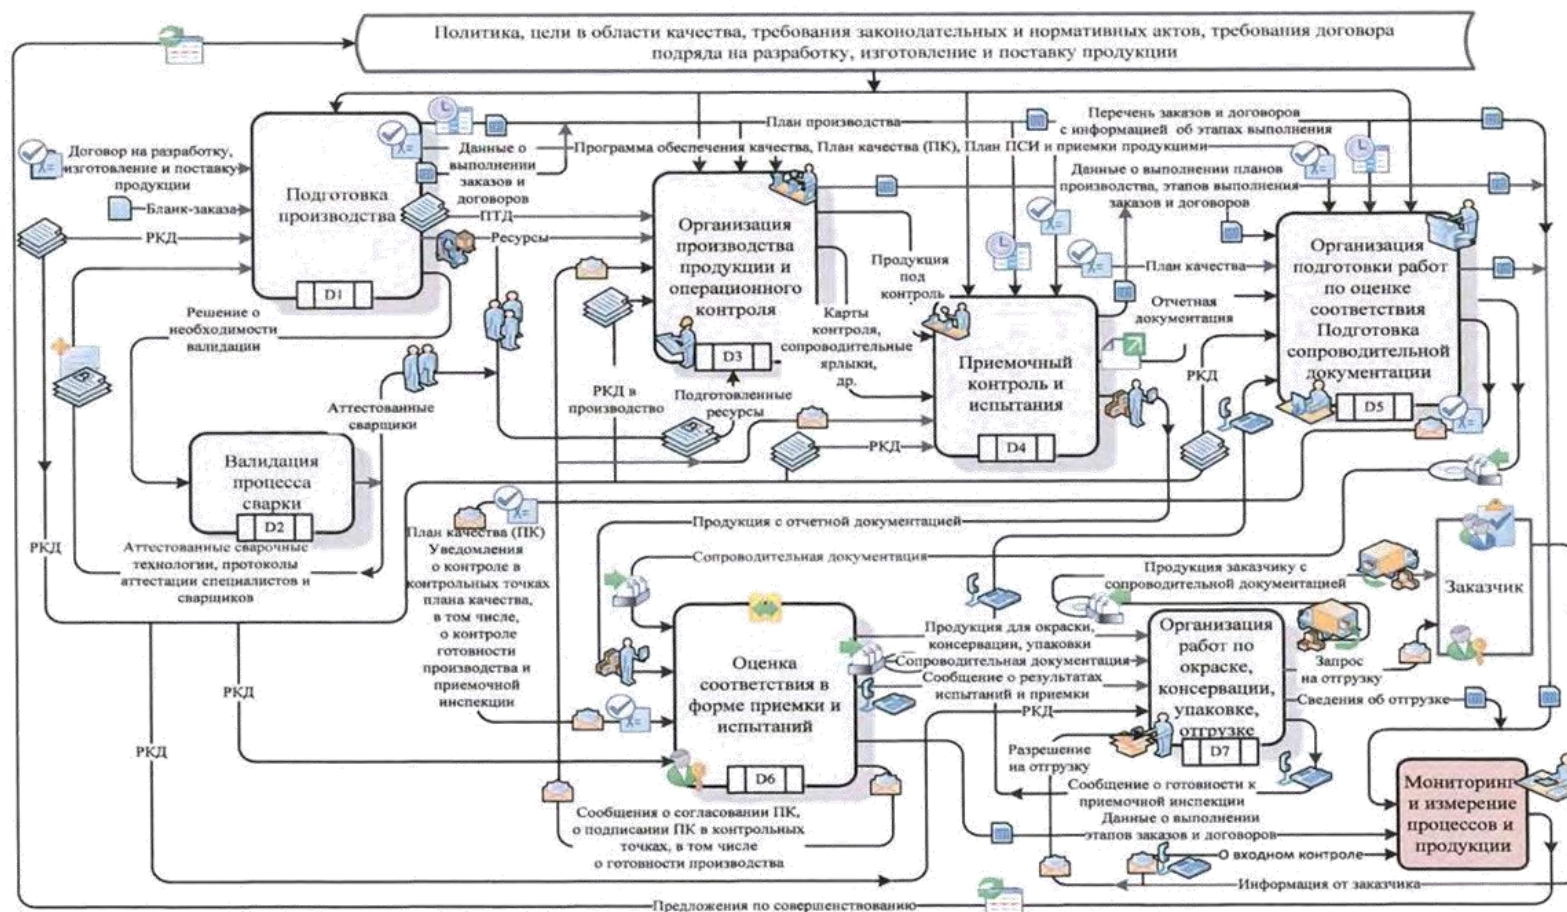 Политика, цели в области качества, требования законодательных и нормативных актов, требования договора
подряда на разработку, изготовление и поставку продукции
План производства
Перечень заказов и договоров
с информацией об этапах выполнения
Программа обеспечения качества, План качества (ПК), План ПСИ и приемки продукциими
Договор на разработку,
изготовление и поставку
продукции
Бланк-заказа
РКД
Подготовка
производства
D1
Данные о
выполнении
заказов и
договоров
ПТД
Ресурсы
Организация
производства
продукции и
операционного
контроля
D3
Данные о выполнении планов
производства, этапов выполнения
заказов и договоров
План качества
Продукция
под
контроль
Отчетная
документация
Организация
подготовки работ
по оценке
соответствия
Подготовка
сопроводительной
документации
D5
Решение о
необходимости
валидации
Карты
контроля,
сопроводительные
ярлыки,
др.
Приемочный
контроль и
испытания
D4
РКД
РКД в
производство
Подготовленные
ресурсы
РКД
Аттестованные
сварщики
Валидация
процесса
сварки
D2
РКД
Аттестованные сварочные
технологии, протоколы
аттестации специалистов и
сварщиков
План качества (ПК)
Уведомления
о контроле в
контрольных точках
плана качества,
в том числе,
о контроле
готовности
производства и
приемочной
инспекции
Продукция с отчетной документацией
Сопроводительная документация
Продукция заказчику с
сопроводительной документацией
Заказчик
Оценка
соответствия в
форме приемки и
испытаний
D6
Продукция для окраски,
консервации, упаковки
Сопроводительная документация
Сообщение о результатах
испытаний и приемки
РКД
Организация
работ по
окраске,
консервации,
упаковке,
отгрузке
D7
Запрос
на отгрузку
Сведения об отгрузке
РКД
РКД
Разрешение
на отгрузку
Сообщение о готовности к
приемочной инспекции
Данные о выполнении
этапов заказов и договоров
О входном контроле
Мониторинг
и измерение
процессов и
продукции
Сообщения о согласовании ПК,
о подписании ПК в контрольных
точках, в том числе
о готовности производства
Информация от заказчика
Предложения по совершенствованию